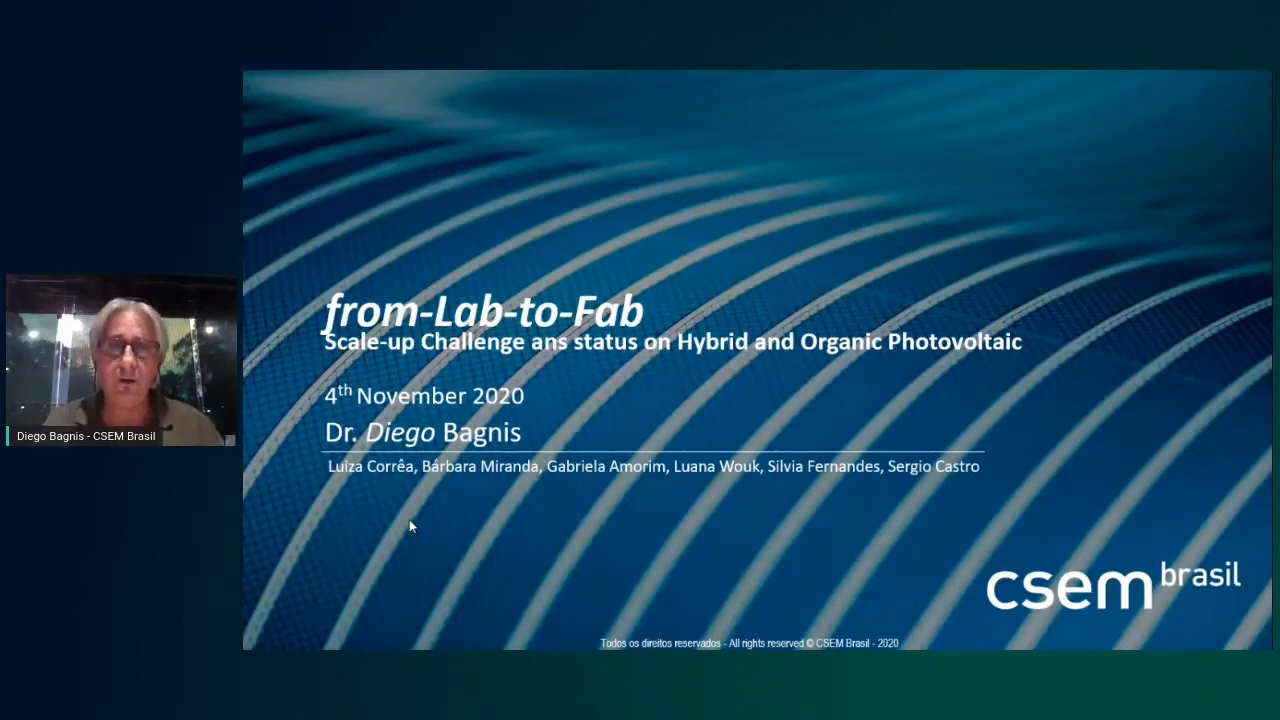 from-Lab-to-Fab
Scale-up Challenge ans status on Hybrid and Organic Photovoltaic
4th November 2020
Dr. Diego Bagnis
Luiza Corrêa, Bárbara Miranda, Gabriela Amorim, Luana Wouk, Silvia Fernandes, Sergio Castro
Diego Bagnis - CSEM Brasil
csem brasil
Todos os direitos reservados - All rights reserved © CSEM Brasil - 2020